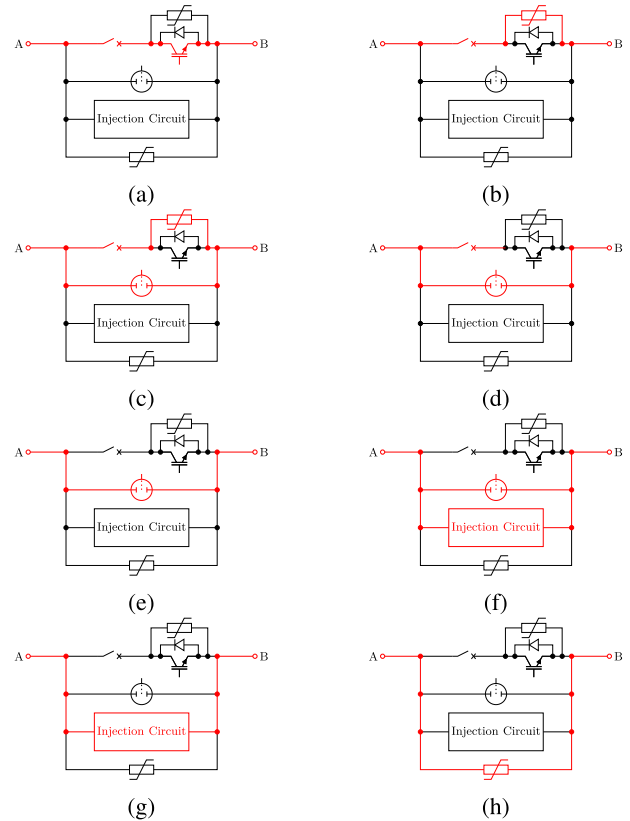 A B A B
Injection Circuit Injection Circuit
(a) (b)
A B A B
Injection Circuit Injection Circuit
(c) (d)
A B A B
Injection Circuit Injection Circuit
(e) (f)
A B A B
Injection Circuit Injection Circuit
(g) (h)